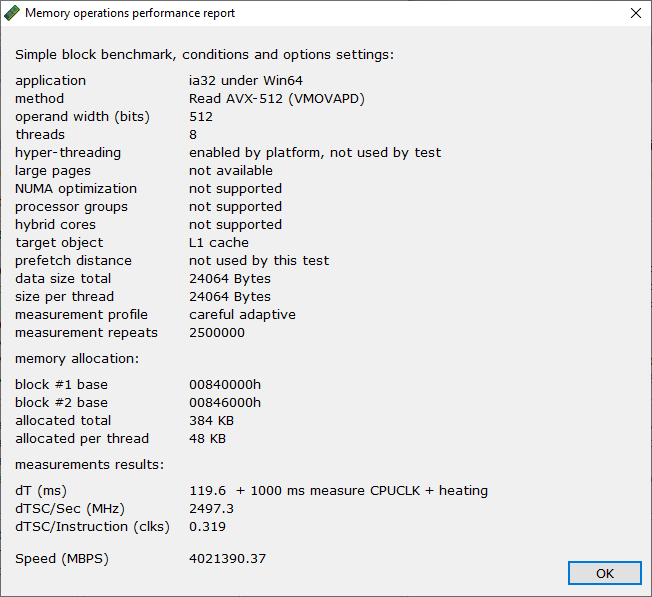 Memory operations performance report
Simple block benchmark, conditions and options settings:
application ia32 under Win64
method Read AVX-512 (VMOVAPD)
operand width (bits) 512
threads 8
hyper-threading enabled by platform, not used by test
large pages not available
NUMA optimization not supported
processor groups not supported
hybrid cores not supported
target object L1 cache
prefetch distance not used by this test
data size total 24064 Bytes
size per thread 24064 Bytes
measurement profile careful adaptive
measurement repeats 2500000
memory allocation:
block #1 base 00840000h
block #2 base 00846000h
allocated total 384 KB
allocated per thread 48 KB
measurements results:
dT (ms) 119.6 + 1000 ms measure CPUCLK + heating
dTSC/Sec (MHz) 2497.3
dTSC/Instruction (clks) 0.319
Speed (MBPS) 4021390.37
OK